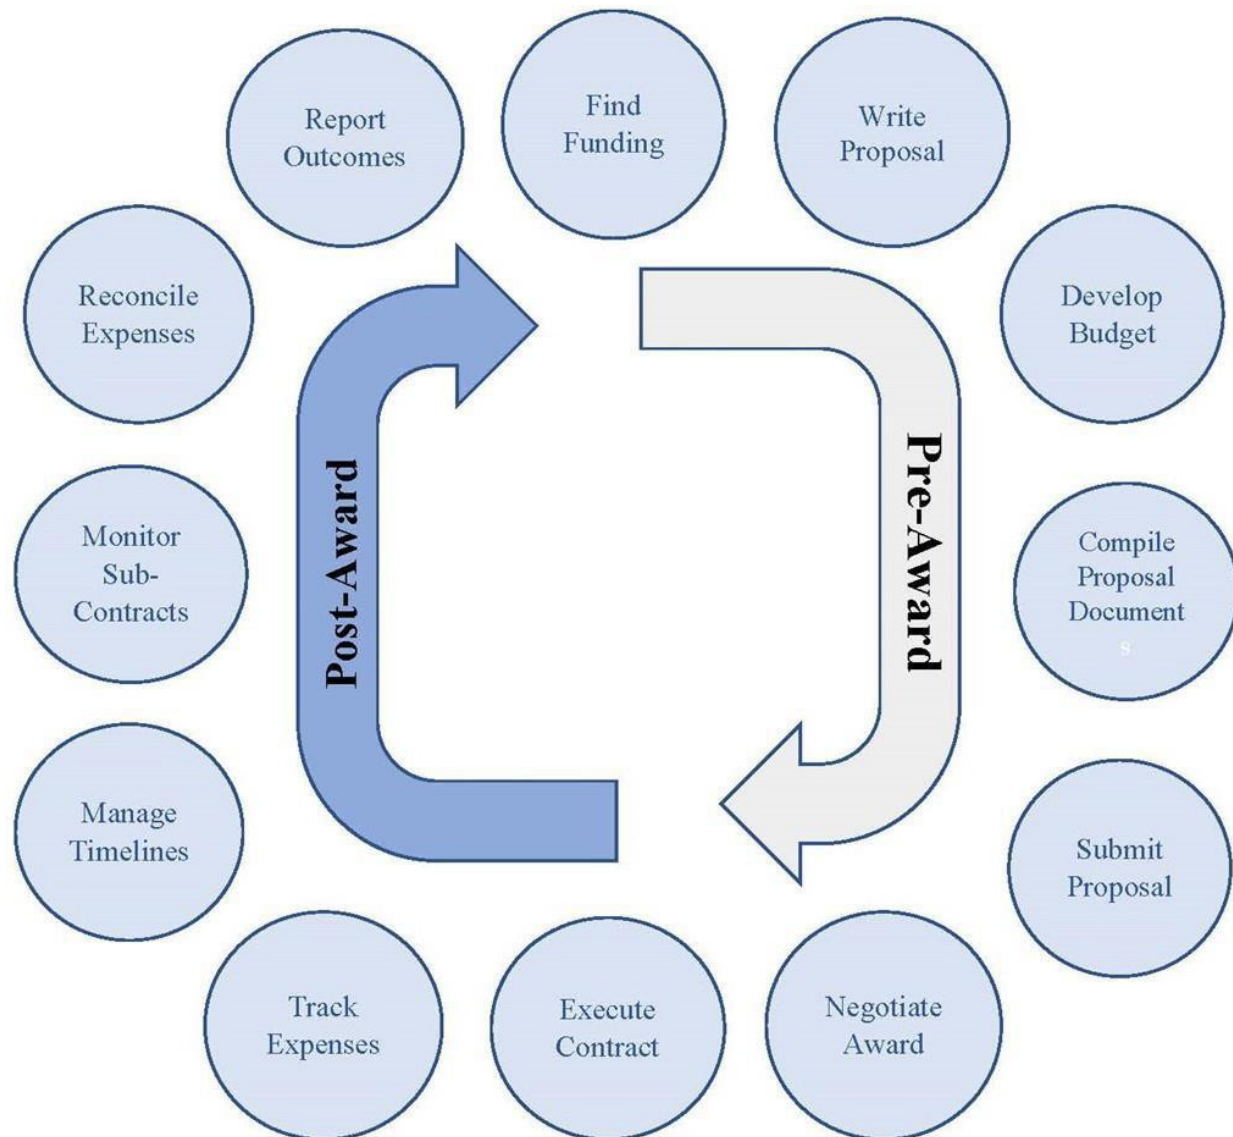 Find
Funding
Write
Proposal
Develop
Budget
Compile
Proposal
Document
s
Submit
Proposal
Negotiate
Award
Execute
Contract
Track
Expenses
Manage
Timelines
Monitor
Sub-
Contracts
Reconcile
Expenses
Report
Outcomes
Pre-Award
Post-Award